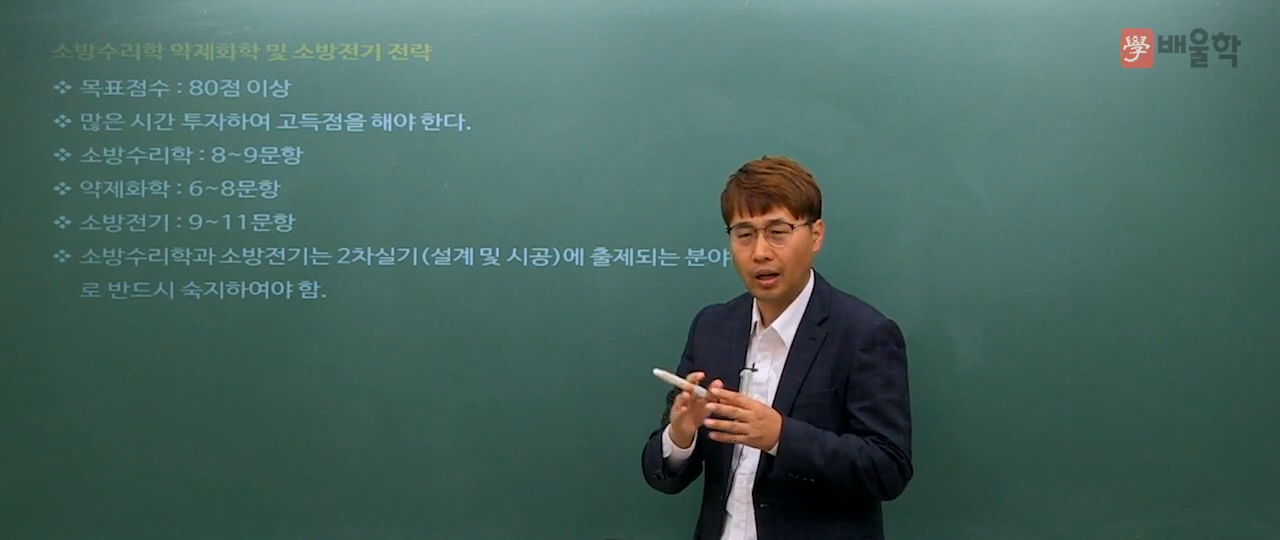 소방수리학 약제화학 및 소방전기 전략
學 배울학
❖ 목표점수 : 80점 이상
❖ 많은 시간 투자하여 고득점을 해야 한다.
❖ 소방수리학 : 8~9문항
❖ 약제화학 : 6~8문항
❖ 소방전기 : 9~11문항
❖ 소방수리학과 소방전기는 2차실기(설계 및 시공)에 출제되는 분야
로 반드시 숙지하여야 함.